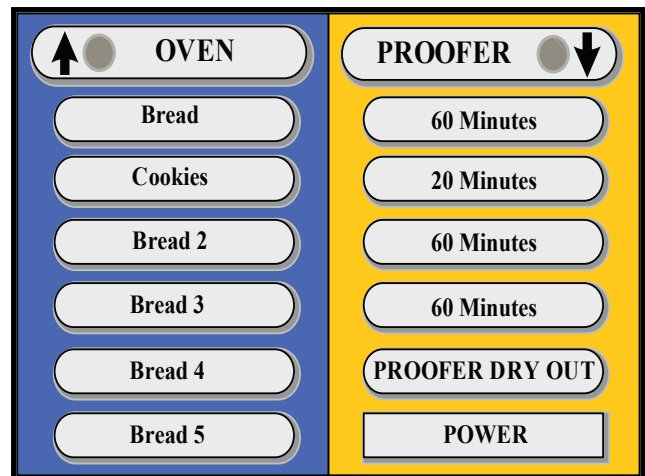 OVEN
Bread
Cookies
Bread 2
Bread 3
Bread 4
Bread 5
PROOFER
60 Minutes
20 Minutes
60 Minutes
60 Minutes
PROOFER DRY OUT
POWER